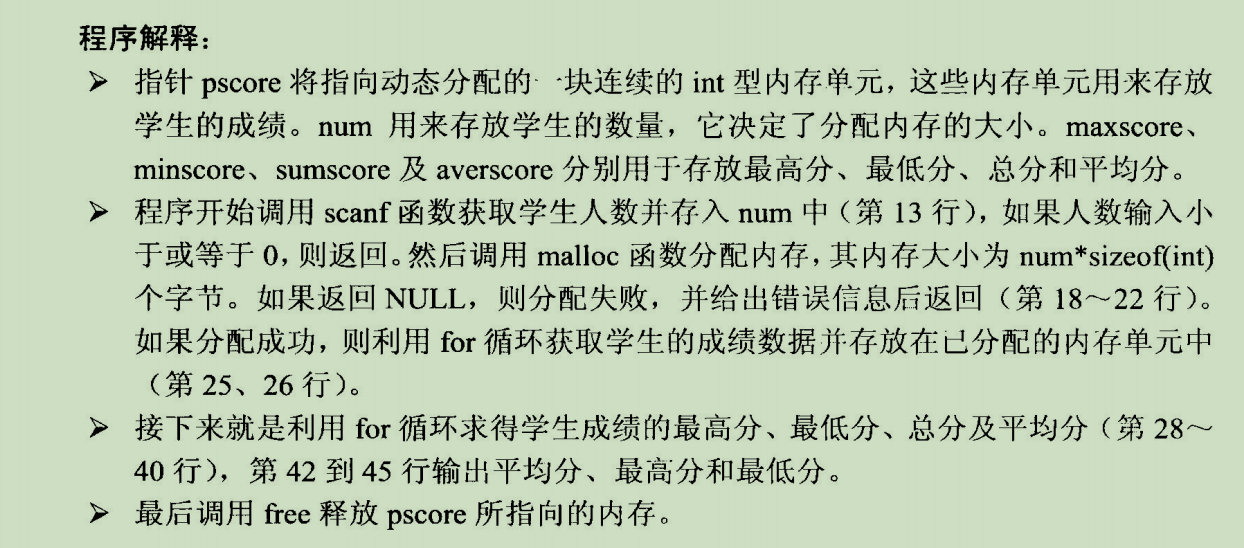 程序解释：
➢ 指针 pscore 将指向动态分配的一块连续的 int 型内存单元，这些内存单元用来存放
学生的成绩。num 用来存放学生的数量，它决定了分配内存的大小。maxscore、
minscore、sumscore 及 averscore 分别用于存放最高分、最低分、总分和平均分。
➢ 程序开始调用 scanf 函数获取学生人数并存入 num 中（第 13 行），如果人数输入小
于或等于 0，则返回。然后调用 malloc 函数分配内存，其内存大小为 num*sizeof(int)
个字节。如果返回 NULL，则分配失败，并给出错误信息后返回（第 18～22 行）。
如果分配成功，则利用 for 循环获取学生的成绩数据并存放在已分配的内存单元中
（第 25、26 行）。
➢ 接下来就是利用 for 循环求得学生成绩的最高分、最低分、总分及平均分（第 28～
40 行），第 42 到 45 行输出平均分、最高分和最低分。
➢ 最后调用 free 释放 pscore 所指向的内存。